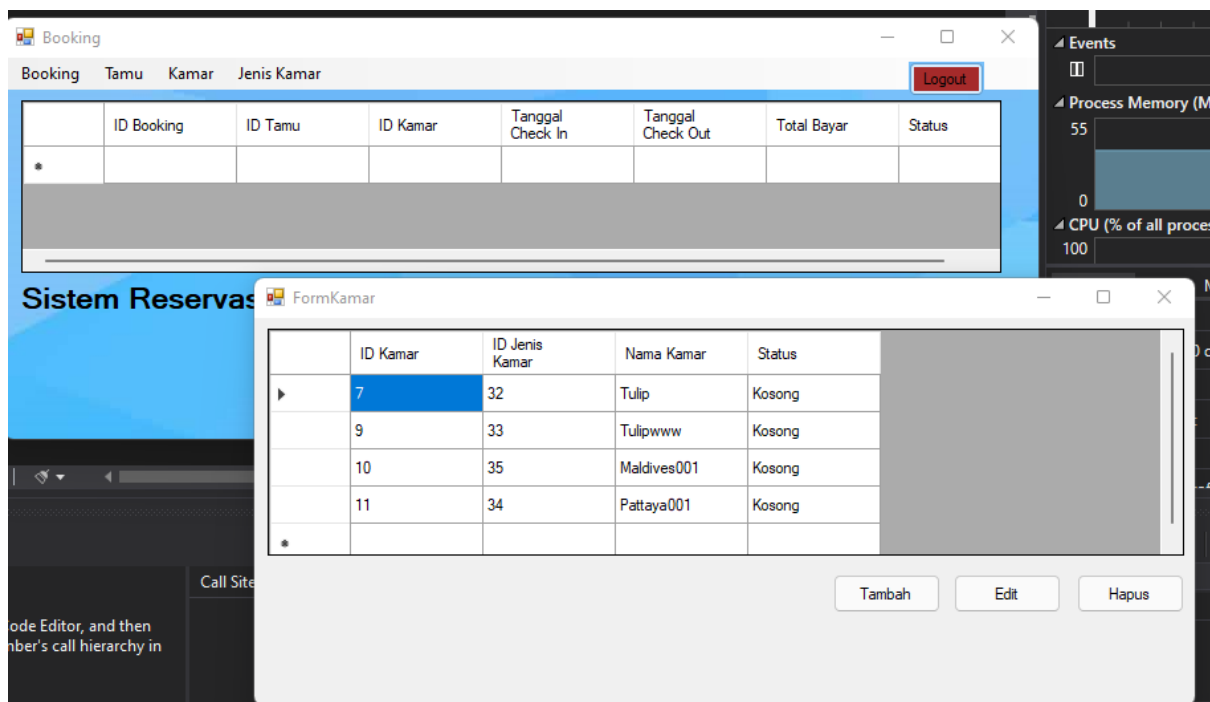 Booking
Events
Booking Tamu Kamar Jenis Kamar Logout
Process Memory (M
55
0
CPU (% of all proces
100
ID Booking ID Tamu ID Kamar Tanggal Check In Tanggal Check Out Total Bayar Status
Sistem Reservas
FormKamar
ID Kamar ID Jenis Kamar Nama Kamar Status
7 32 Tulip Kosong
9 33 Tulipwww Kosong
10 35 Maldives001 Kosong
11 34 Pattaya001 Kosong
Tambah Edit Hapus
Call Site
ode Editor, and then
nber's call hierarchy in